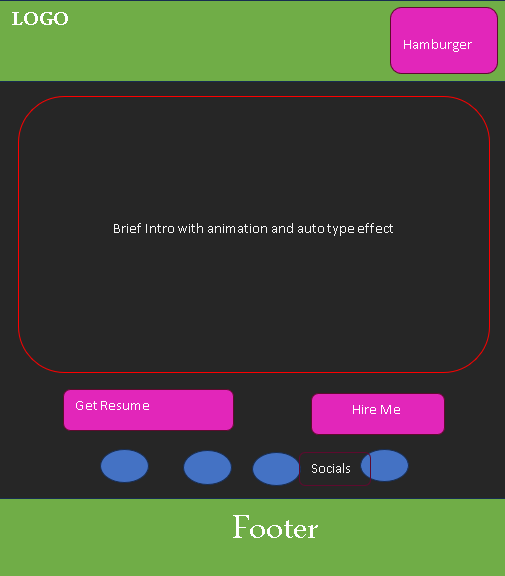 LOGO
Hamburger
Brief Intro with animation and auto type effect
Get Resume
Hire Me
Socials
Footer